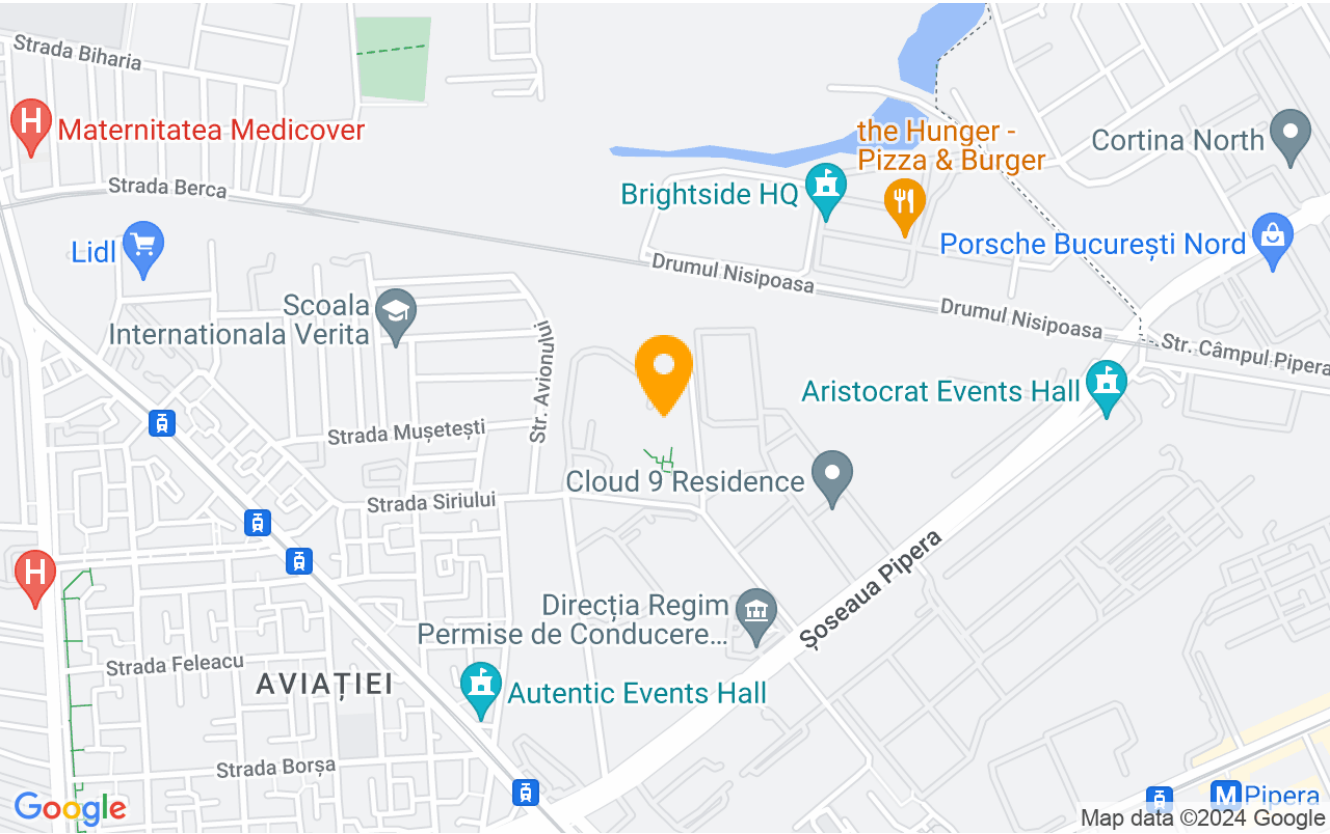 Strada Biharia
H
Maternitatea Medicover
the Hunger -
Pizza & Burger
Cortina North
Strada Berca
Brightside HQ
Lidl
Porsche București Nord
Drumul Nisipoasa
Drumul Nisipoasa
Scoala
Internationala Verita
Str. Avionului
Str. Câmpul Pipera
Aristocrat Events Hall
Strada Mușetești
Cloud 9 Residence
Strada Siriului
H
Șoseaua Pipera
Direcția Regim
Permise de Conducere...
Strada Feleacu
AVIAȚIEI
Autentic Events Hall
Strada Borșa
M Pipera
Google
Map data ©2024 Google